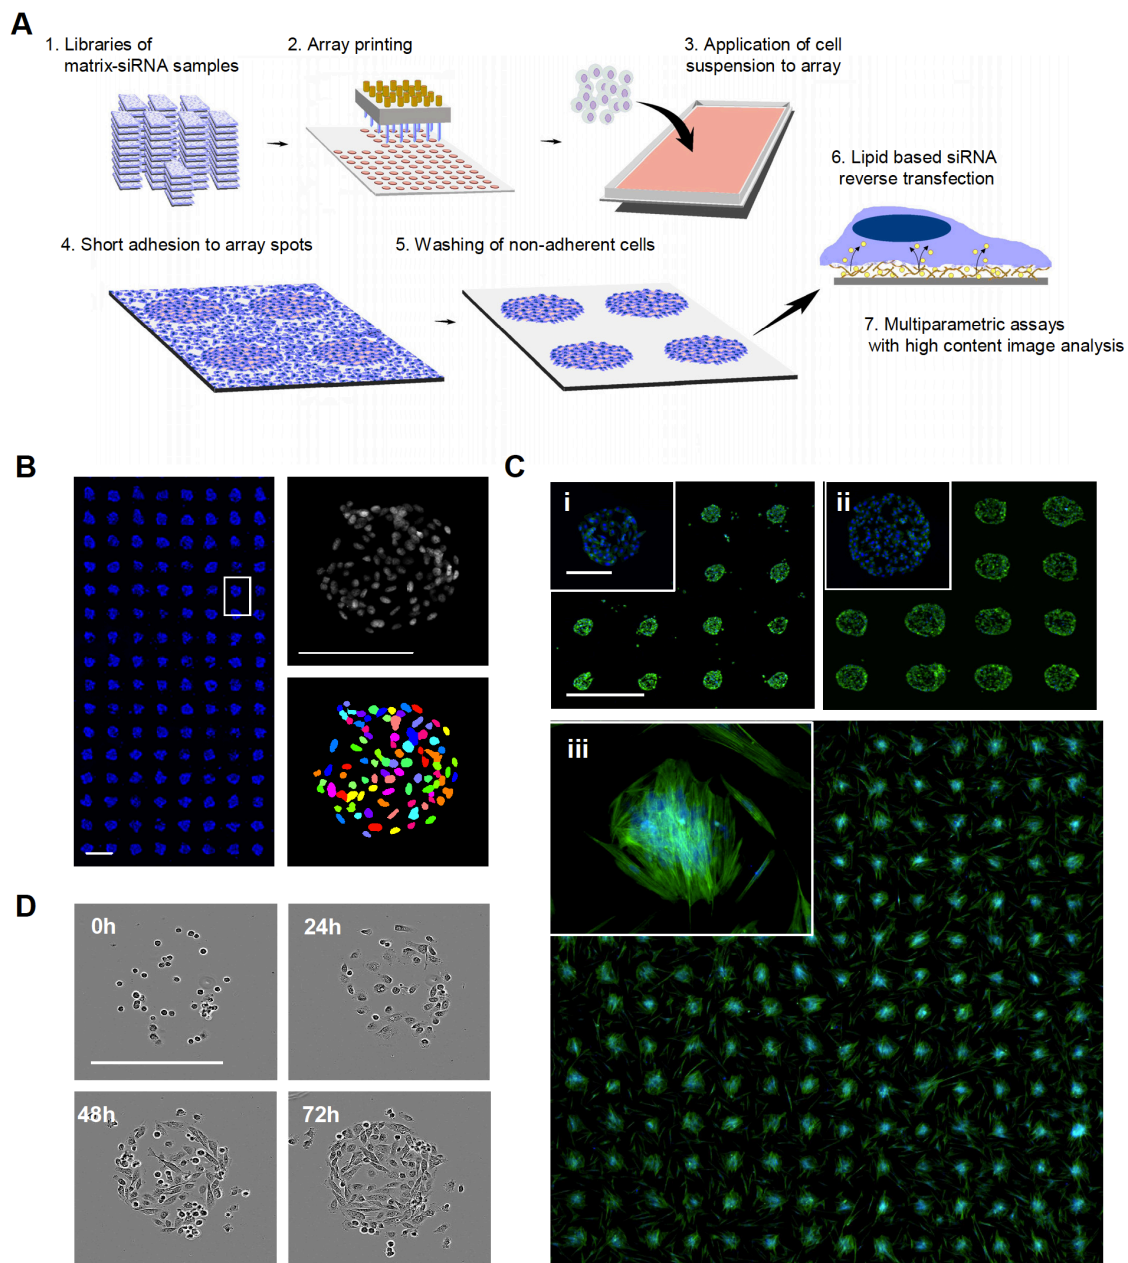 A
1. Libraries of
matrix-siRNA samples
2. Array printing
3. Application of cell
suspension to array
6. Lipid based siRNA
reverse transfection
4. Short adhesion to array spots
5. Washing of non-adherent cells
7. Multiparametric assays
with high content image analysis
B
C
i
ii
iii
D
0h
24h
48h
72h